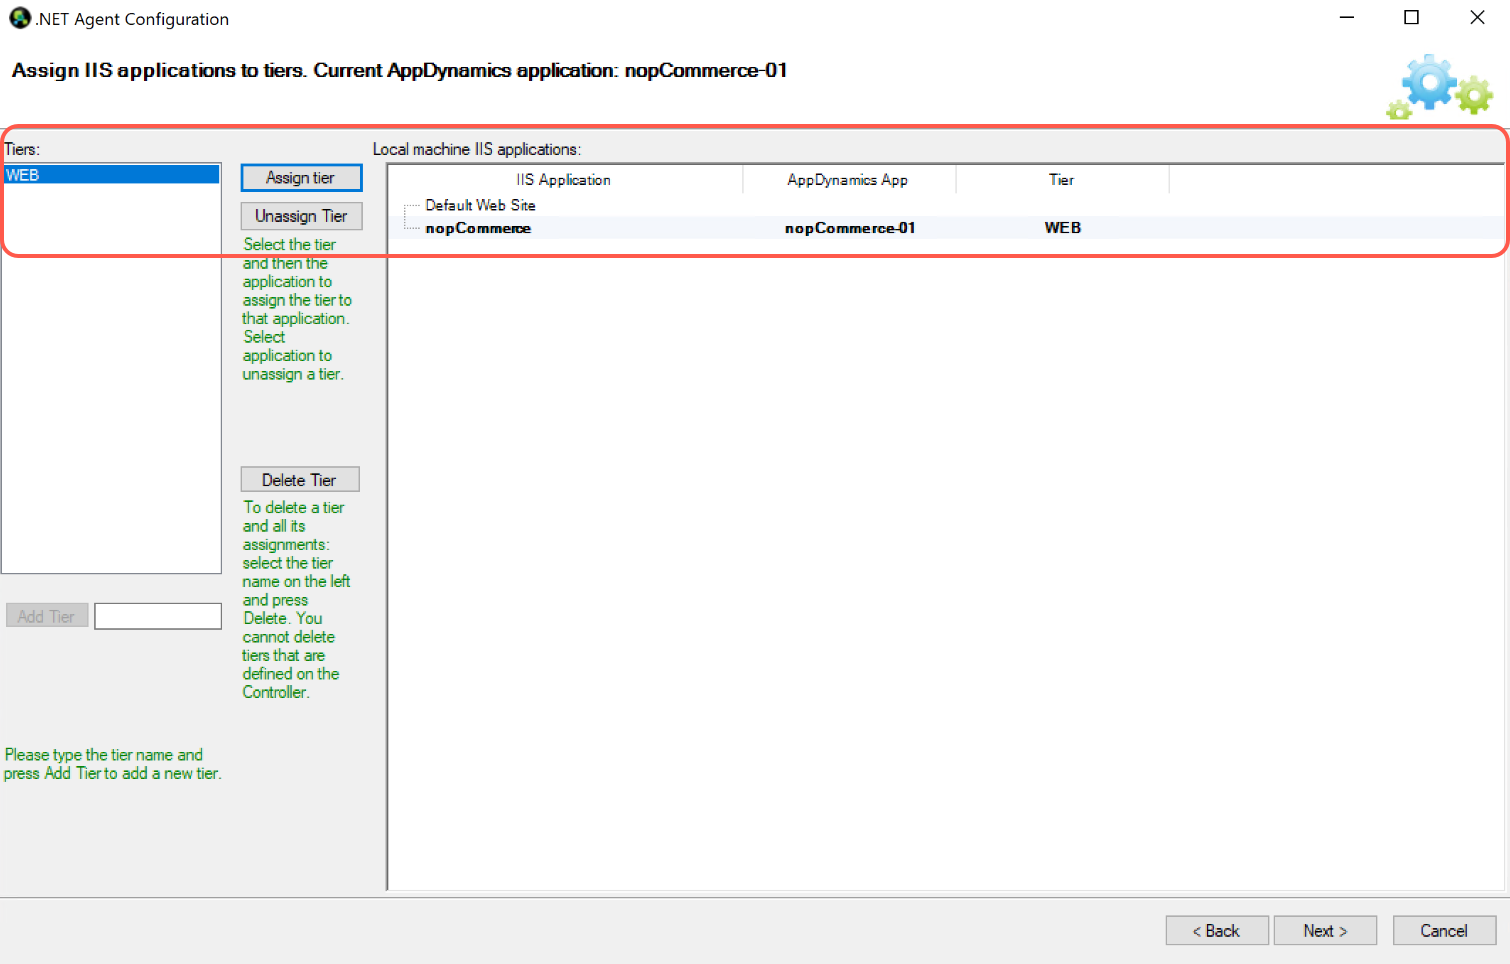 .NET Agent Configuration
Assign IIS applications to tiers. Current AppDynamics application: nopCommerce-01
Tiers:
WEB
Assign tier
Unassign Tier
Select the tier
and then the
application to
assign the tier to
that application.
Select
application to
unassign a tier.
Delete Tier
To delete a tier
and all its
assignments:
select the tier
name on the left
and press
Delete. You
cannot delete
tiers that are
defined on the
Controller.
Add Tier
Please type the tier name and
press Add Tier to add a new tier.
Local machine IIS applications:
IIS Application AppDynamics App Tier
Default Web Site
nopCommerce nopCommerce-01 WEB
< Back Next > Cancel